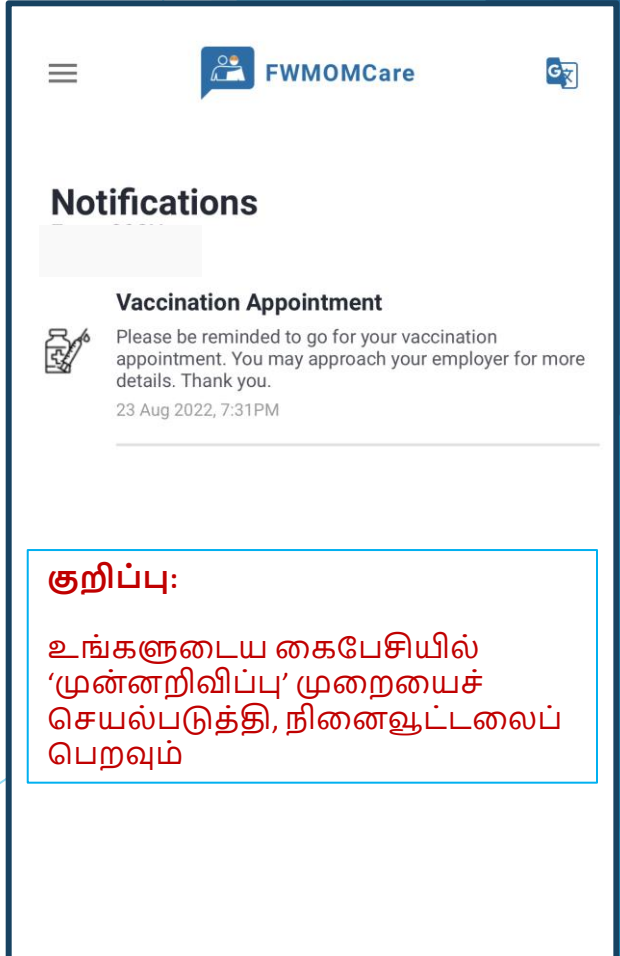 FWMOMCare
Notifications
Vaccination Appointment
Please be reminded to go for your vaccination
appointment. You may approach your employer for more
details. Thank you.
23 Aug 2022, 7:31PM
குறிப்பு:
உங்களுடைய கைபேசியில்
‘முன்னறிவிப்பு’ முறையைச்
செயல்படுத்தி, நினைவூட்டலைப்
பெறவும்